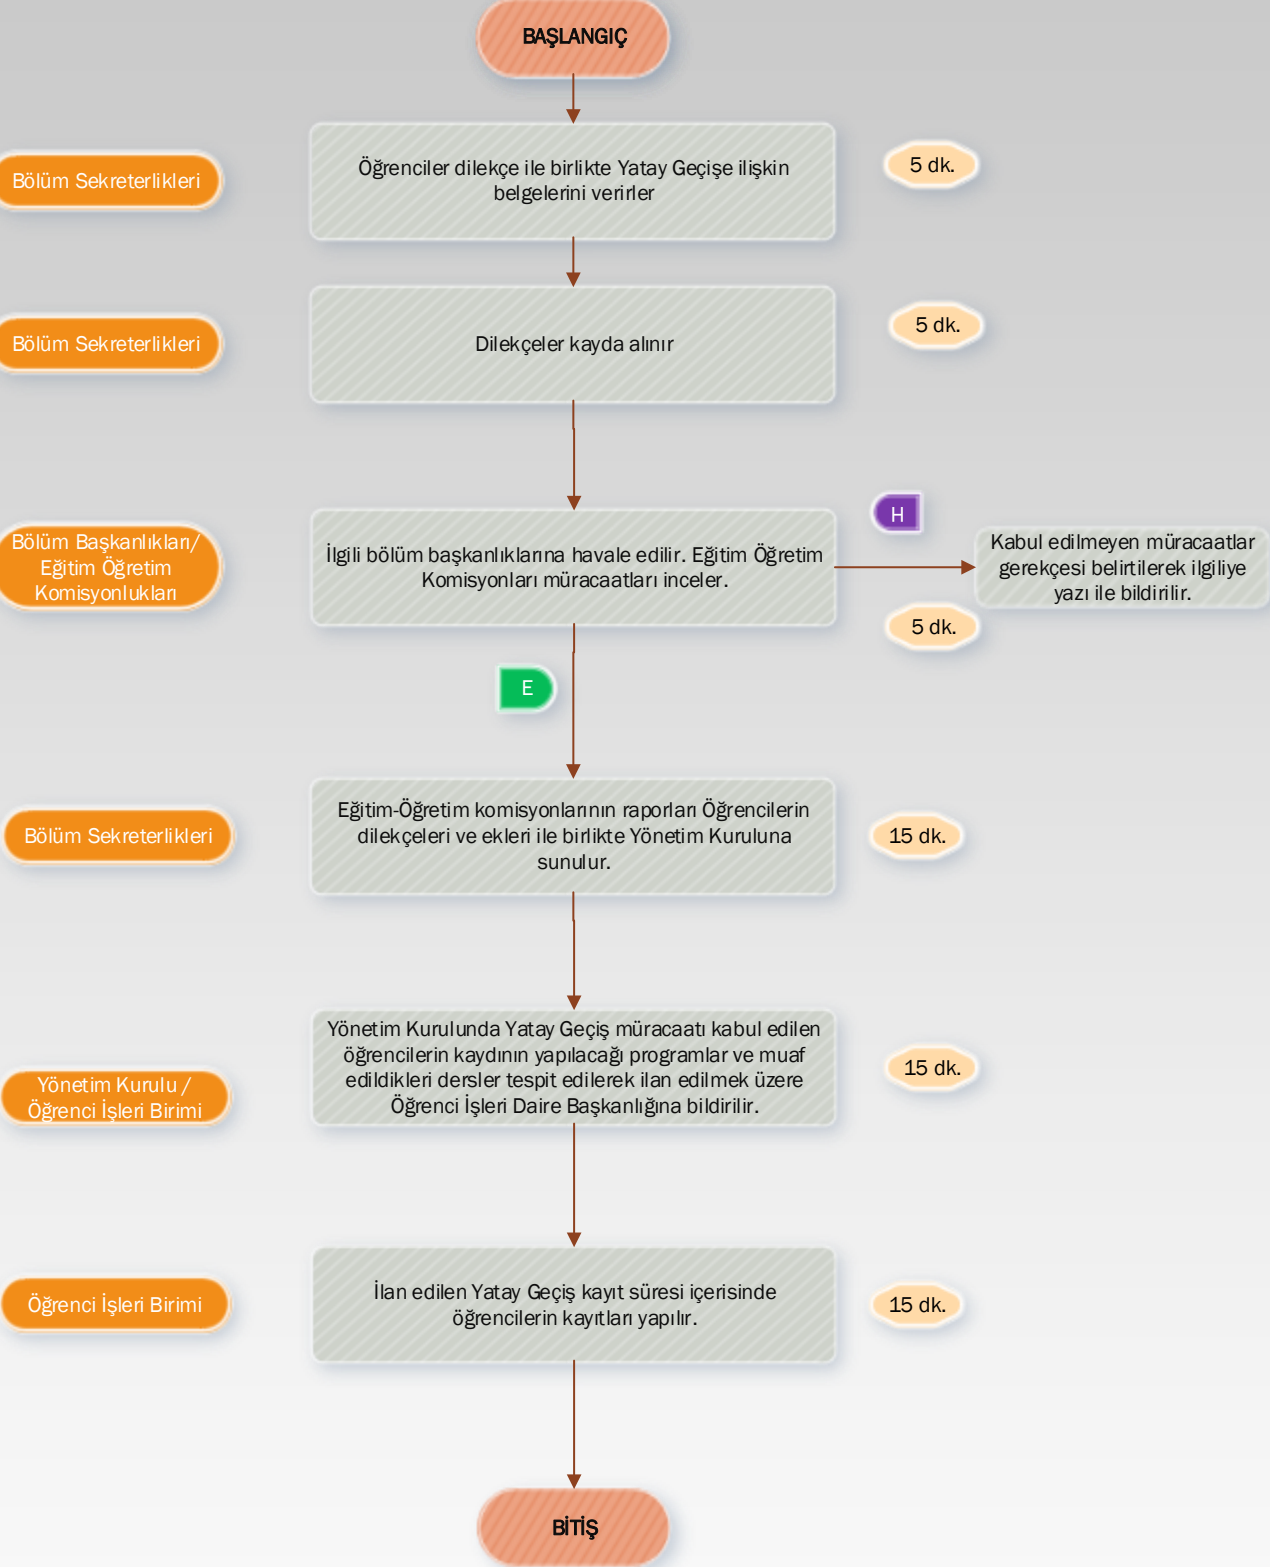 BAŞLANGIÇ
Bölüm Sekreterlikleri
Öğrenciler dilekçe ile birlikte Yatay Geçişe ilişkin
belgelerini verirler
5 dk.
Bölüm Sekreterlikleri
Dilekçeler kayda alınır
5 dk.
Bölüm Başkanlıkları/
Eğitim Öğretim
Komisyonlukları
İlgili bölüm başkanlıklarına havale edilir. Eğitim Öğretim
Komisyonları müracaatları inceler.
H
Kabul edilmeyen müracaatlar
gerekçesi belirtilerek ilgiliye
yazı ile bildirilir.
5 dk.
E
Bölüm Sekreterlikleri
Eğitim-Öğretim komisyonlarının raporları Öğrencilerin
dilekçeleri ve ekleri ile birlikte Yönetim Kuruluna
sunulur.
15 dk.
Yönetim Kurulu /
Öğrenci İşleri Birimi
Yönetim Kurulunda Yatay Geçiş müracaatı kabul edilen
öğrencilerin kaydının yapılacağı programlar ve muaf
edildikleri dersler tespit edilerek ilan edilmek üzere
Öğrenci İşleri Daire Başkanlığına bildirilir.
15 dk.
Öğrenci İşleri Birimi
İlan edilen Yatay Geçiş kayıt süresi içerisinde
öğrencilerin kayıtları yapılır.
15 dk.
BİTİŞ